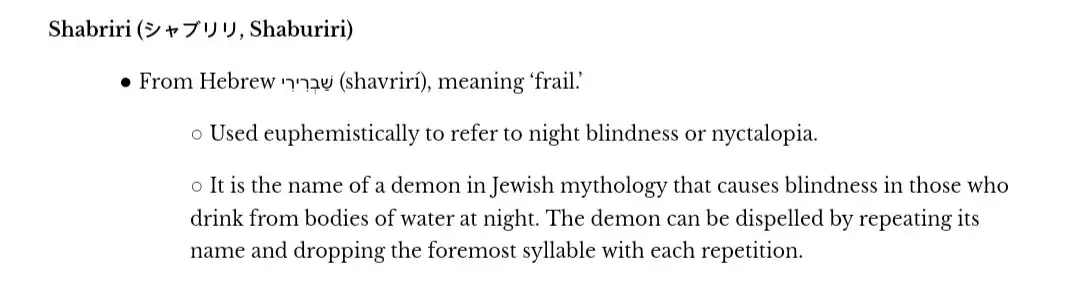 Shabriri (シャブリリ, Shaburiri)
● From Hebrew שַׁבְרִירִי (shavrirí), meaning ‘frail.’
○ Used euphemistically to refer to night blindness or nyctalopia.
○ It is the name of a demon in Jewish mythology that causes blindness in those who
drink from bodies of water at night. The demon can be dispelled by repeating its
name and dropping the foremost syllable with each repetition.